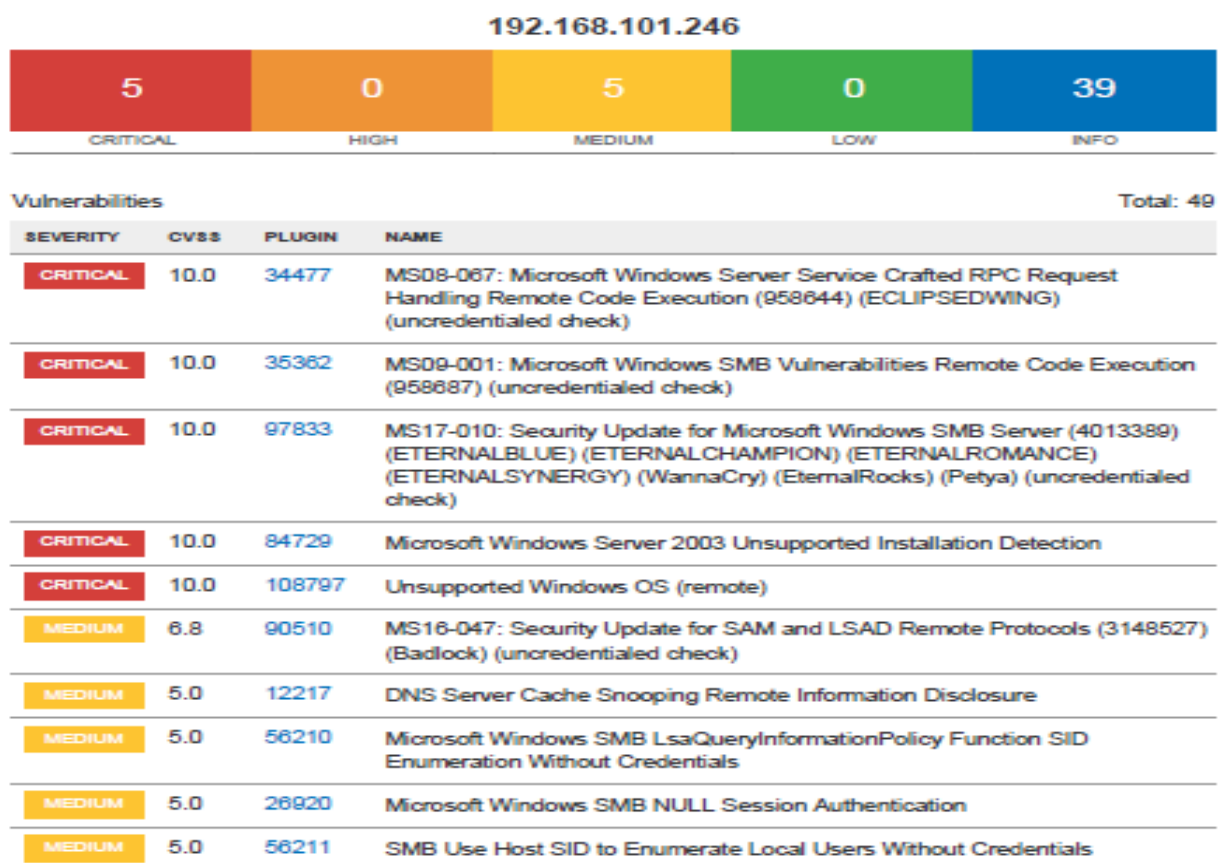 192.168.101.246
5 0 5 0 39
CRITICAL HIGH MEDIUM LOW INFO
Vulnerabilities Total: 49
SEVERITY CVSS PLUGIN NAME
CRITICAL 10.0 34477 MS08-067: Microsoft Windows Server Service Crafted RPC Request
Handling Remote Code Execution (958644) (ECLIPSEDWING)
(uncredentialed check)
CRITICAL 10.0 35362 MS09-001: Microsoft Windows SMB Vulnerabilities Remote Code Execution
(958687) (uncredentialed check)
CRITICAL 10.0 97833 MS17-010: Security Update for Microsoft Windows SMB Server (4013389)
(ETERNALBLUE) (ETERNALCHAMPION) (ETERNALROMANCE)
(ETERNALSYNERGY) (WannaCry) (EternalRocks) (Petya) (uncredentialed
check)
CRITICAL 10.0 84729 Microsoft Windows Server 2003 Unsupported Installation Detection
CRITICAL 10.0 108797 Unsupported Windows OS (remote)
MEDIUM 6.8 90510 MS16-047: Security Update for SAM and LSAD Remote Protocols (3148527)
(Badlock) (uncredentialed check)
MEDIUM 5.0 12217 DNS Server Cache Snooping Remote Information Disclosure
MEDIUM 5.0 56210 Microsoft Windows SMB LsaQueryInformationPolicy Function SID
Enumeration Without Credentials
MEDIUM 5.0 26920 Microsoft Windows SMB NULL Session Authentication
MEDIUM 5.0 56211 SMB Use Host SID to Enumerate Local Users Without Credentials